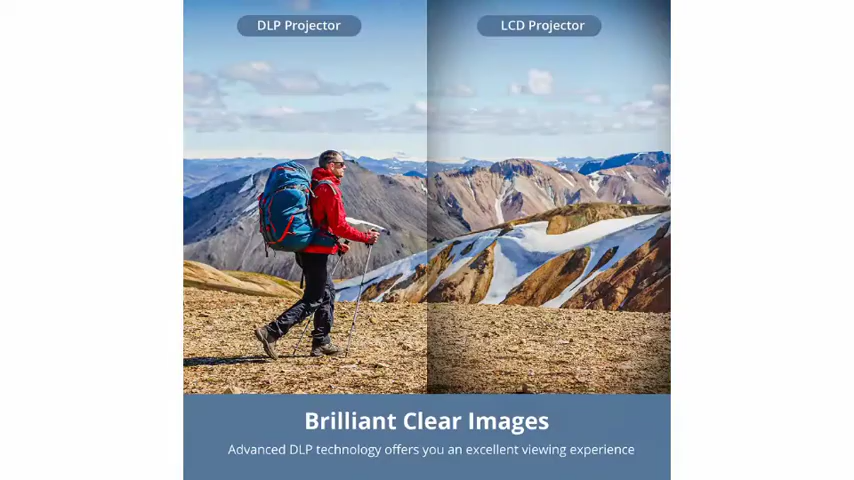 DLP Projector
LCD Projector
Brilliant Clear Images
Advanced DLP technology offers you an excellent viewing experience